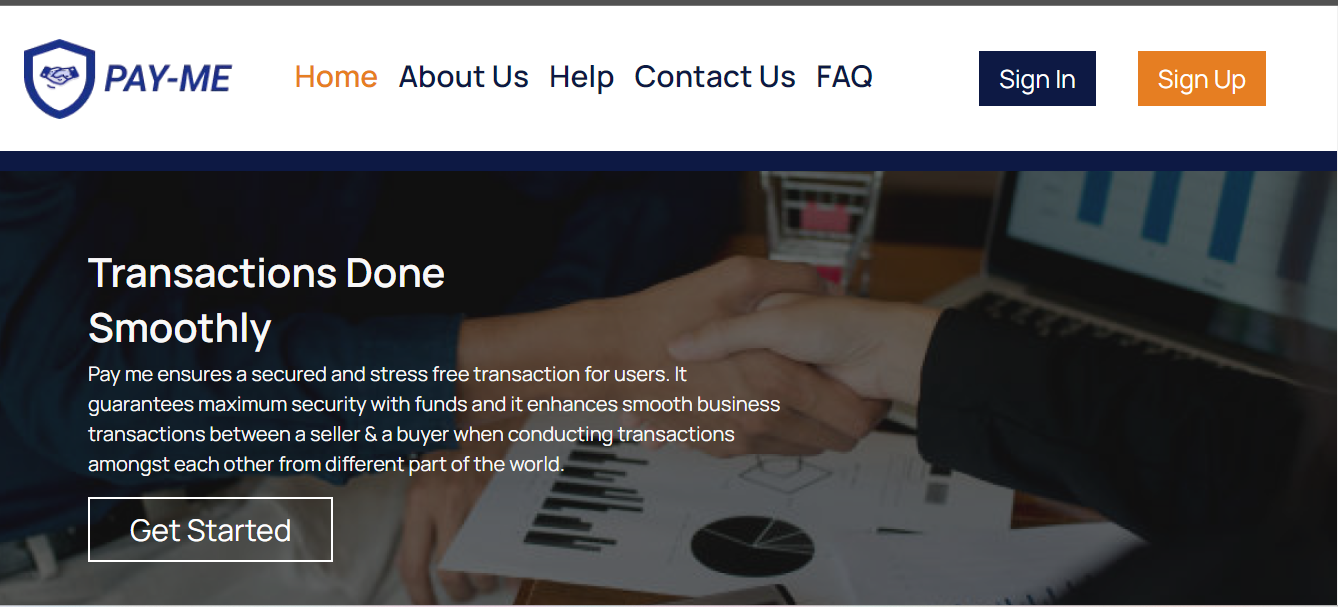 PAY-ME
Home About Us Help Contact Us FAQ
Sign In
Sign Up
Transactions Done
Smoothly
Pay me ensures a secured and stress free transaction for users. It
guarantees maximum security with funds and it enhances smooth business
transactions between a seller & a buyer when conducting transactions
amongst each other from different part of the world.
Get Started